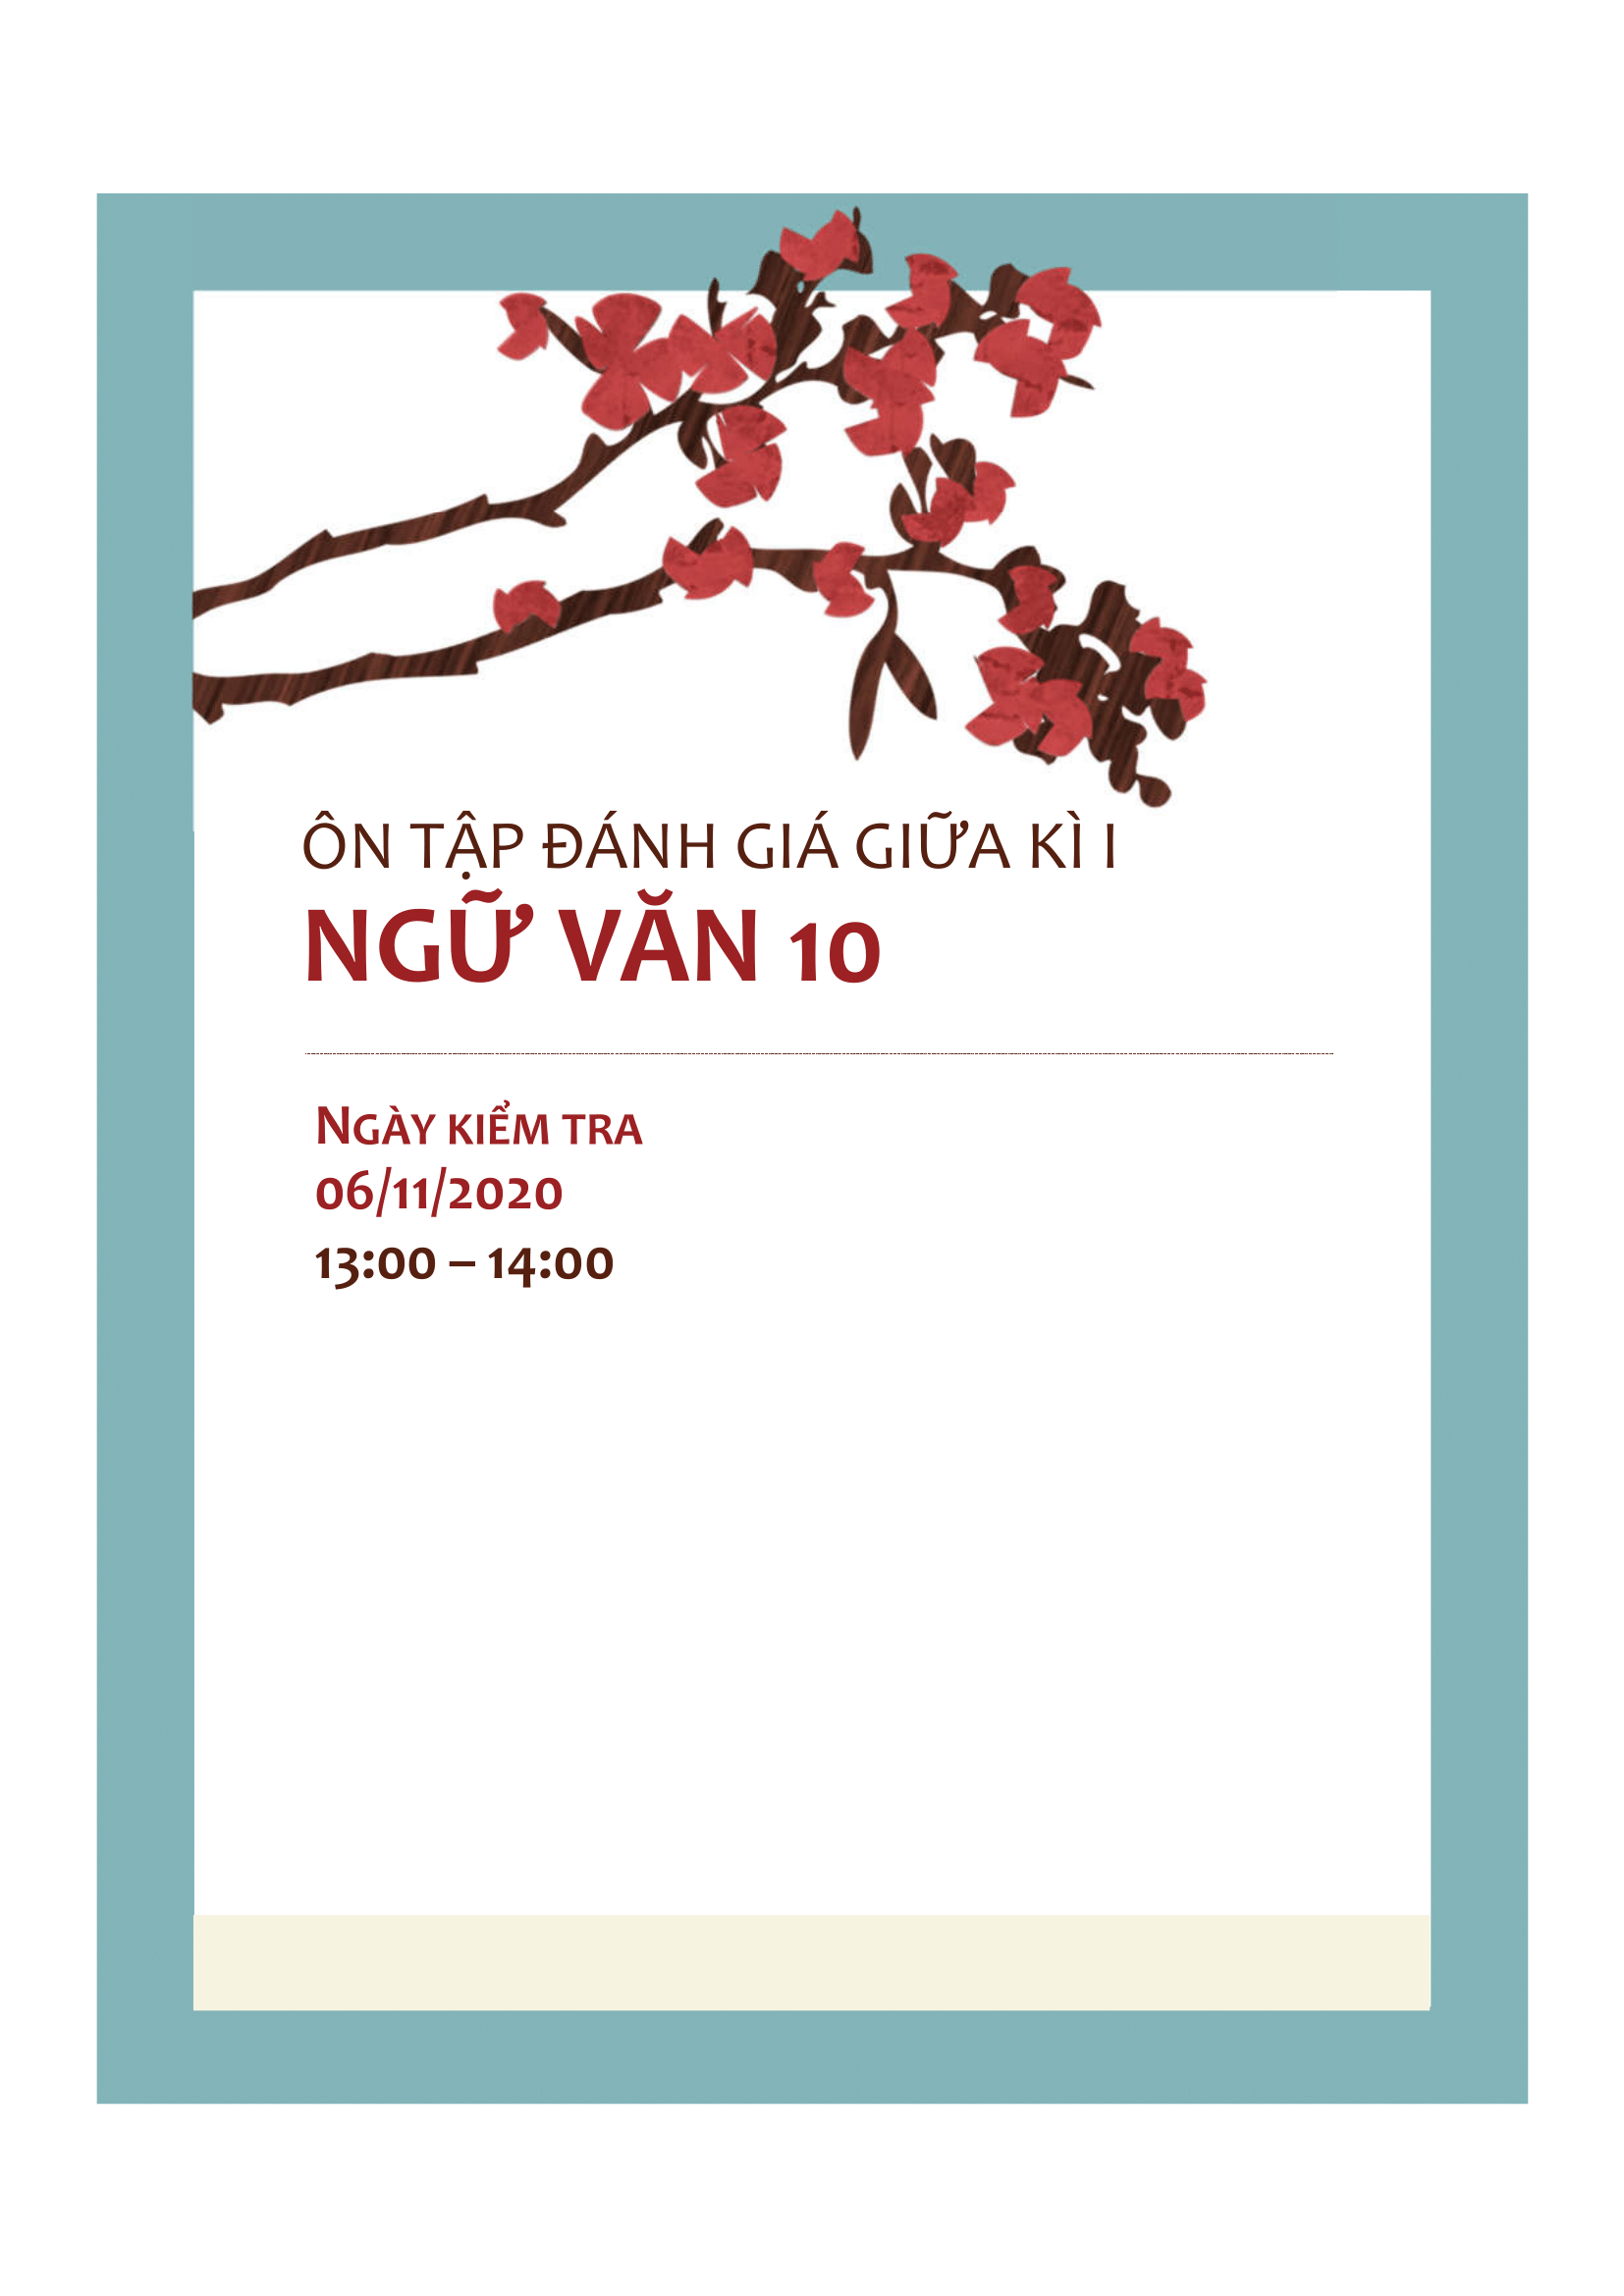 ÔN TẬP ĐÁNH GIÁ GIỮA KÌ I
NGỮ VĂN 10
NGÀY KIỂM TRA
06/11/2020
13:00 – 14:00